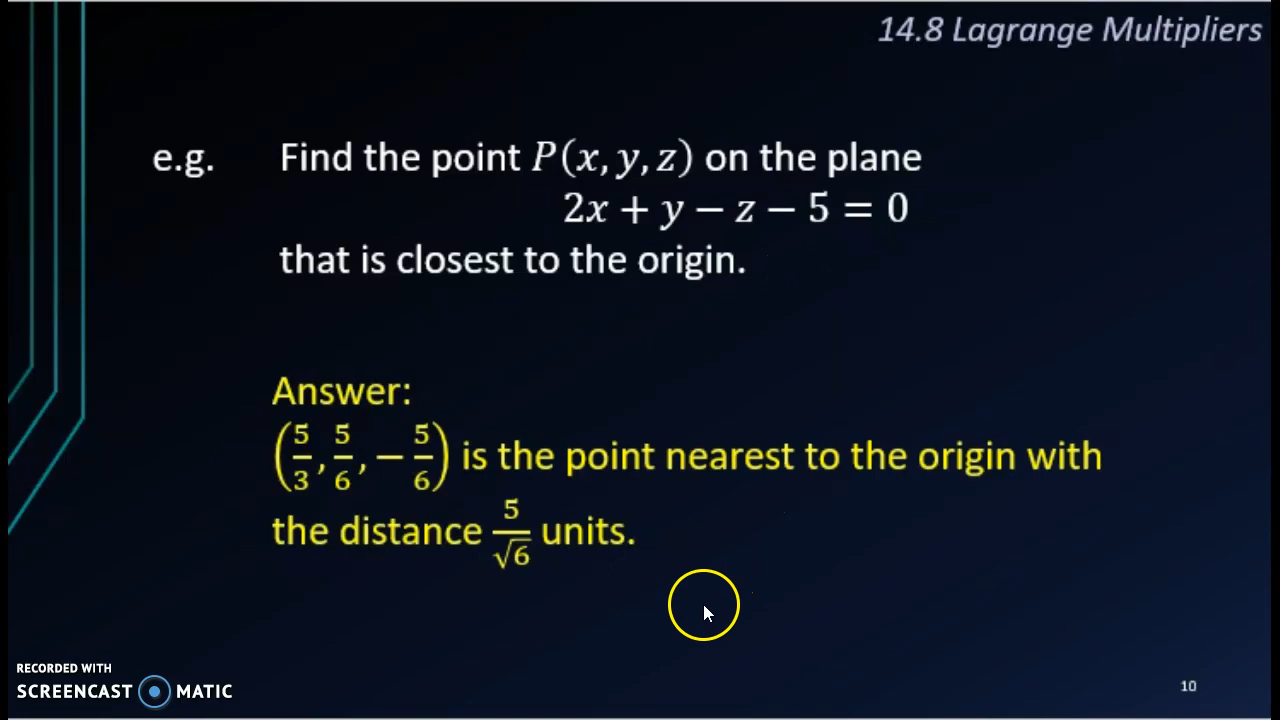 14.8 Lagrange Multipliers
e.g. Find the point P(x, y, z) on the plane
2x + y − z − 5 = 0
that is closest to the origin.
Answer:
(5/3, 5/6, −5/6) is the point nearest to the origin with
the distance 5/√6 units.
RECORDED WITH
SCREENCAST MATIC
10